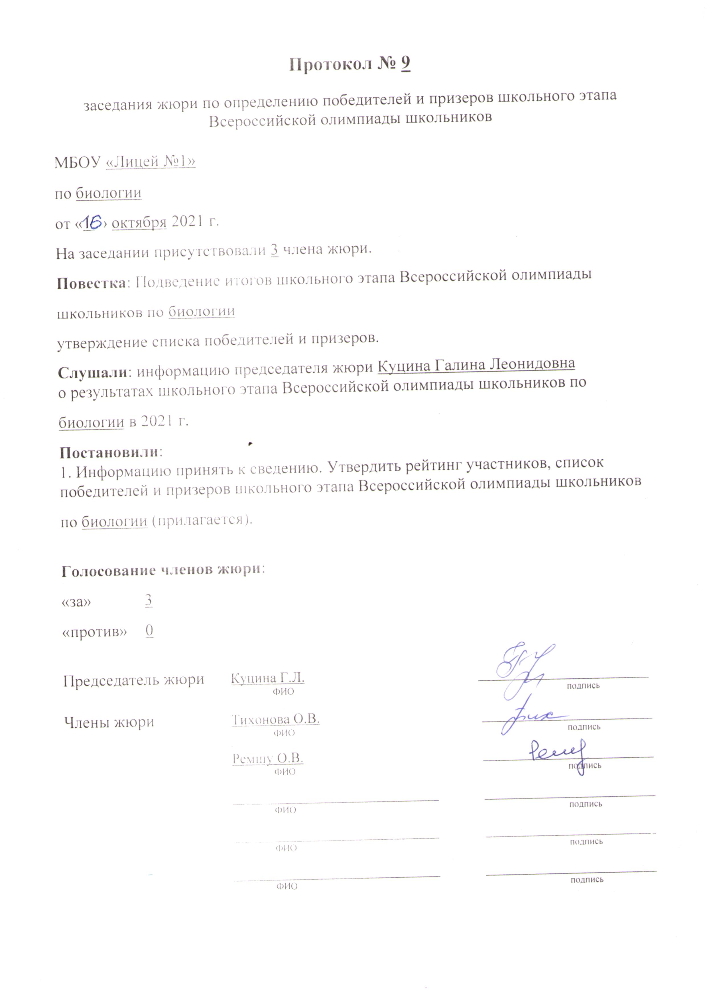 Протокол № 9
заседания жюри по определению победителей и призеров школьного этапа
Всероссийской олимпиады школьников
МБОУ «Лицей №1»
по биологии
от «16» октября 2021 г.
На заседании присутствовали 3 члена жюри.
Повестка: Подведение итогов школьного этапа Всероссийской олимпиады
школьников по биологии
утверждение списка победителей и призеров.
Слушали: информацию председателя жюри Куцина Галина Леонидовна
о результатах школьного этапа Всероссийской олимпиады школьников по
биологии в 2021 г.
Постановили:
1. Информацию принять к сведению. Утвердить рейтинг участников, список
победителей и призеров школьного этапа Всероссийской олимпиады школьников
по биологии (прилагается).
Голосование членов жюри:
«за» 3
«против» 0
Председатель жюри Куцина Г.Л.
ФИО подпись
Члены жюри Тихонова О.В.
ФИО подпись
Ремшу О.В.
ФИО подпись
ФИО подпись
ФИО подпись
ФИО подпись